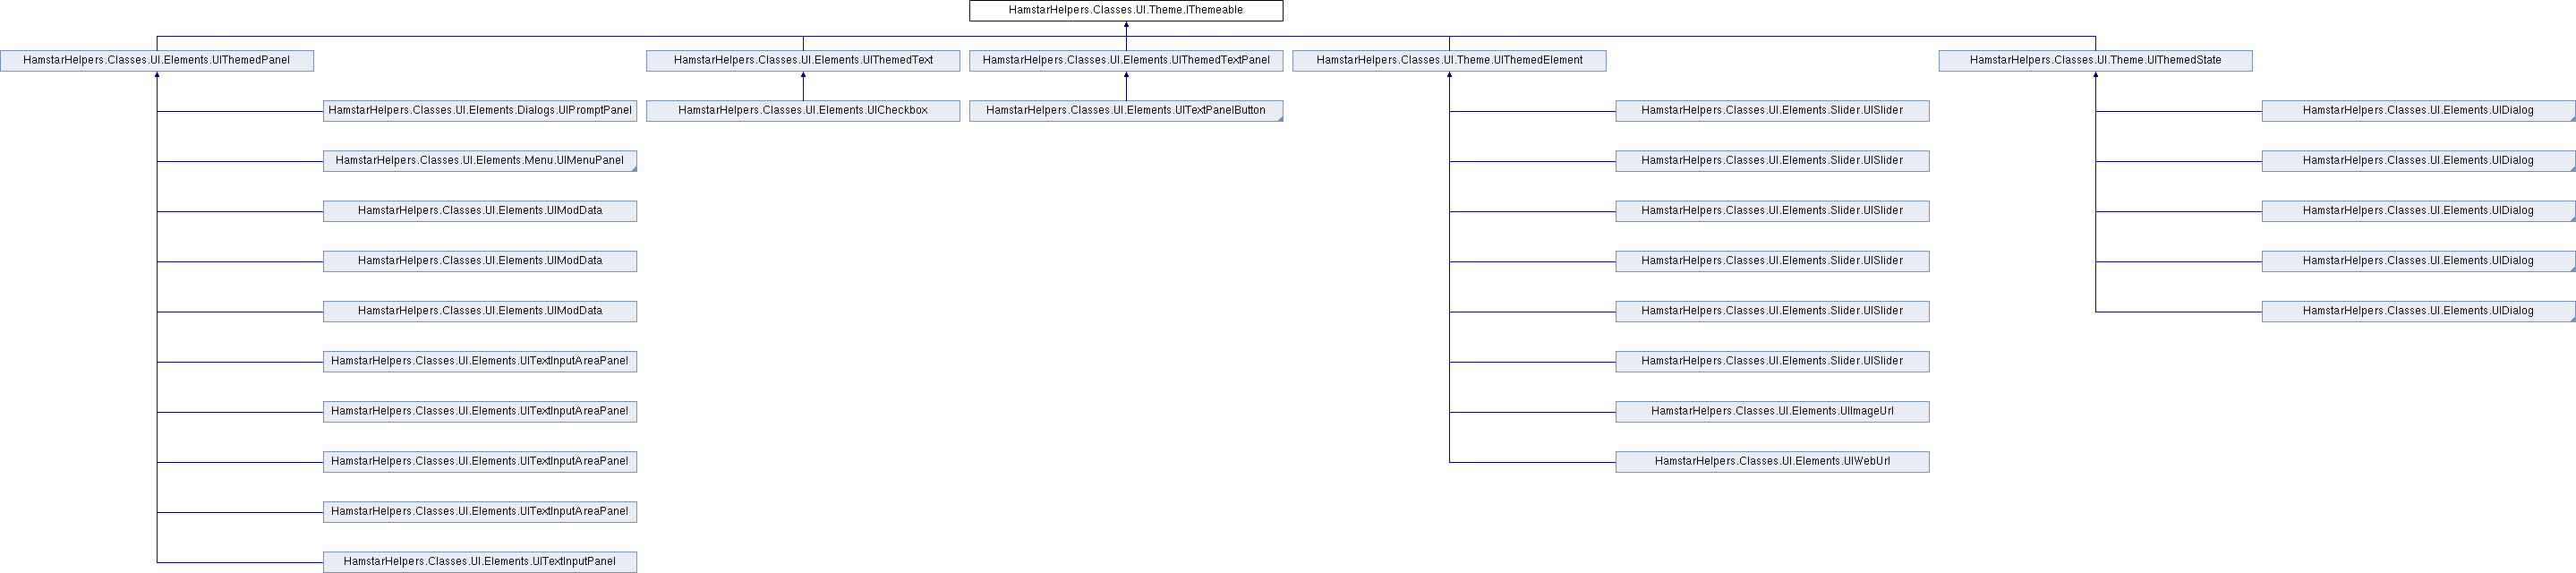 HamstarHelpers.Classes.UI.Theme.IThemeable
HamstarHelpers.Classes.UI.Elements.UIThemedPanel
HamstarHelpers.Classes.UI.Elements.UIThemedText
HamstarHelpers.Classes.UI.Elements.UIThemedTextPanel
HamstarHelpers.Classes.UI.Theme.UIThemedElement
HamstarHelpers.Classes.UI.Theme.UIThemedState
HamstarHelpers.Classes.UI.Elements.Dialogs.UIPromptPanel
HamstarHelpers.Classes.UI.Elements.UICheckbox
HamstarHelpers.Classes.UI.Elements.UITextPanelButton
HamstarHelpers.Classes.UI.Elements.Slider.UISlider
HamstarHelpers.Classes.UI.Elements.UIDialog
HamstarHelpers.Classes.UI.Elements.Menu.UIMenuPanel
HamstarHelpers.Classes.UI.Elements.Slider.UISlider
HamstarHelpers.Classes.UI.Elements.UIDialog
HamstarHelpers.Classes.UI.Elements.UIModData
HamstarHelpers.Classes.UI.Elements.Slider.UISlider
HamstarHelpers.Classes.UI.Elements.UIDialog
HamstarHelpers.Classes.UI.Elements.UIModData
HamstarHelpers.Classes.UI.Elements.Slider.UISlider
HamstarHelpers.Classes.UI.Elements.UIDialog
HamstarHelpers.Classes.UI.Elements.UIModData
HamstarHelpers.Classes.UI.Elements.Slider.UISlider
HamstarHelpers.Classes.UI.Elements.UIDialog
HamstarHelpers.Classes.UI.Elements.UITextInputAreaPanel
HamstarHelpers.Classes.UI.Elements.Slider.UISlider
HamstarHelpers.Classes.UI.Elements.UITextInputAreaPanel
HamstarHelpers.Classes.UI.Elements.UIImageUrl
HamstarHelpers.Classes.UI.Elements.UITextInputAreaPanel
HamstarHelpers.Classes.UI.Elements.UIWebUrl
HamstarHelpers.Classes.UI.Elements.UITextInputAreaPanel
HamstarHelpers.Classes.UI.Elements.UITextInputPanel